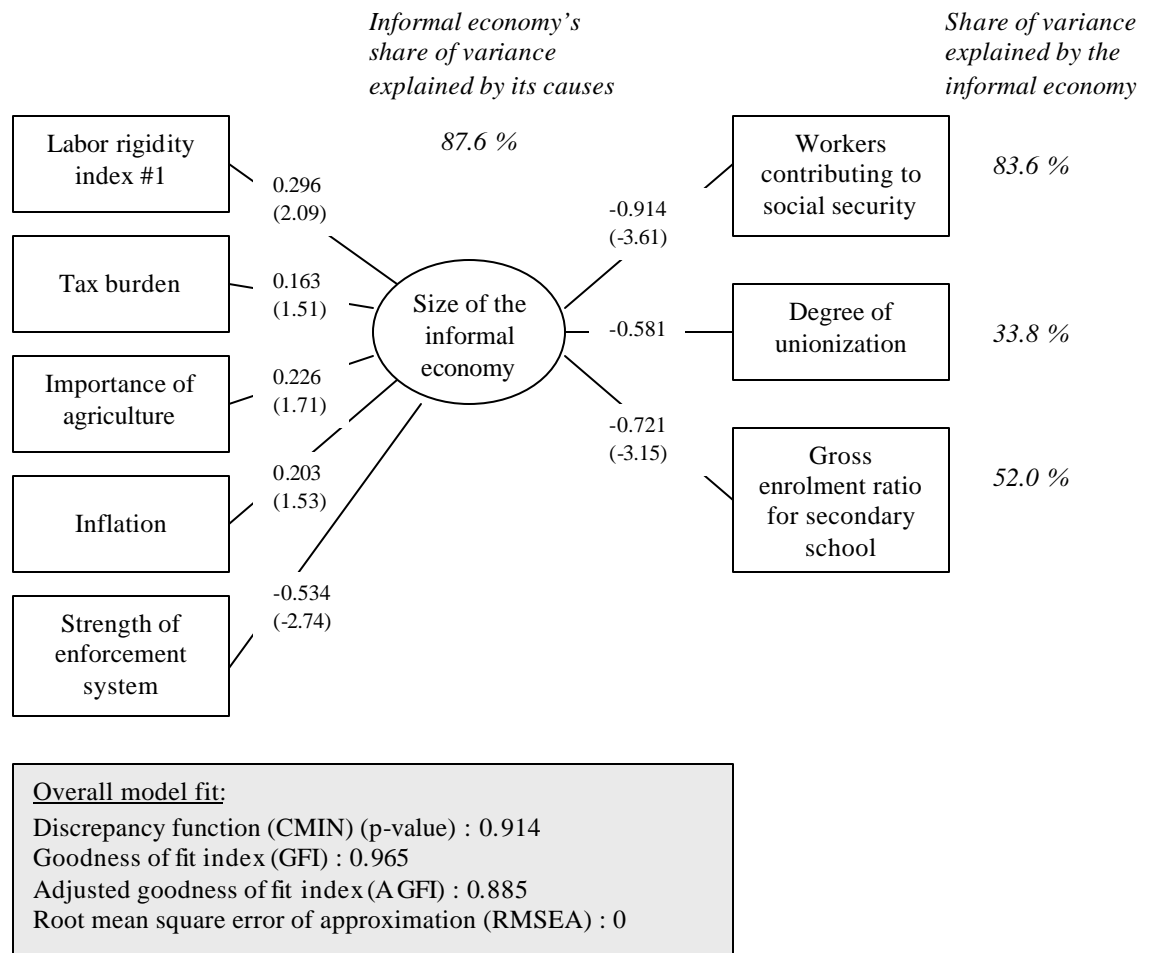 Informal economy's
share of variance
explained by its causes
87.6 %
Share of variance
explained by the
informal economy
Labor rigidity
index #1
0.296
(2.09)
Tax burden
0.163
(1.51)
Importance of
agriculture
0.226
(1.71)
Inflation
0.203
(1.53)
Strength of
enforcement
system
-0.534
(-2.74)
Size of the
informal
economy
-0.914
(-3.61)
Workers
contributing to
social security
83.6 %
-0.581
Degree of
unionization
33.8 %
-0.721
(-3.15)
Gross
enrolment ratio
for secondary
school
52.0 %
Overall model fit:
Discrepancy function (CMIN) (p-value) : 0.914
Goodness of fit index (GFI) : 0.965
Adjusted goodness of fit index (AGFI) : 0.885
Root mean square error of approximation (RMSEA) : 0